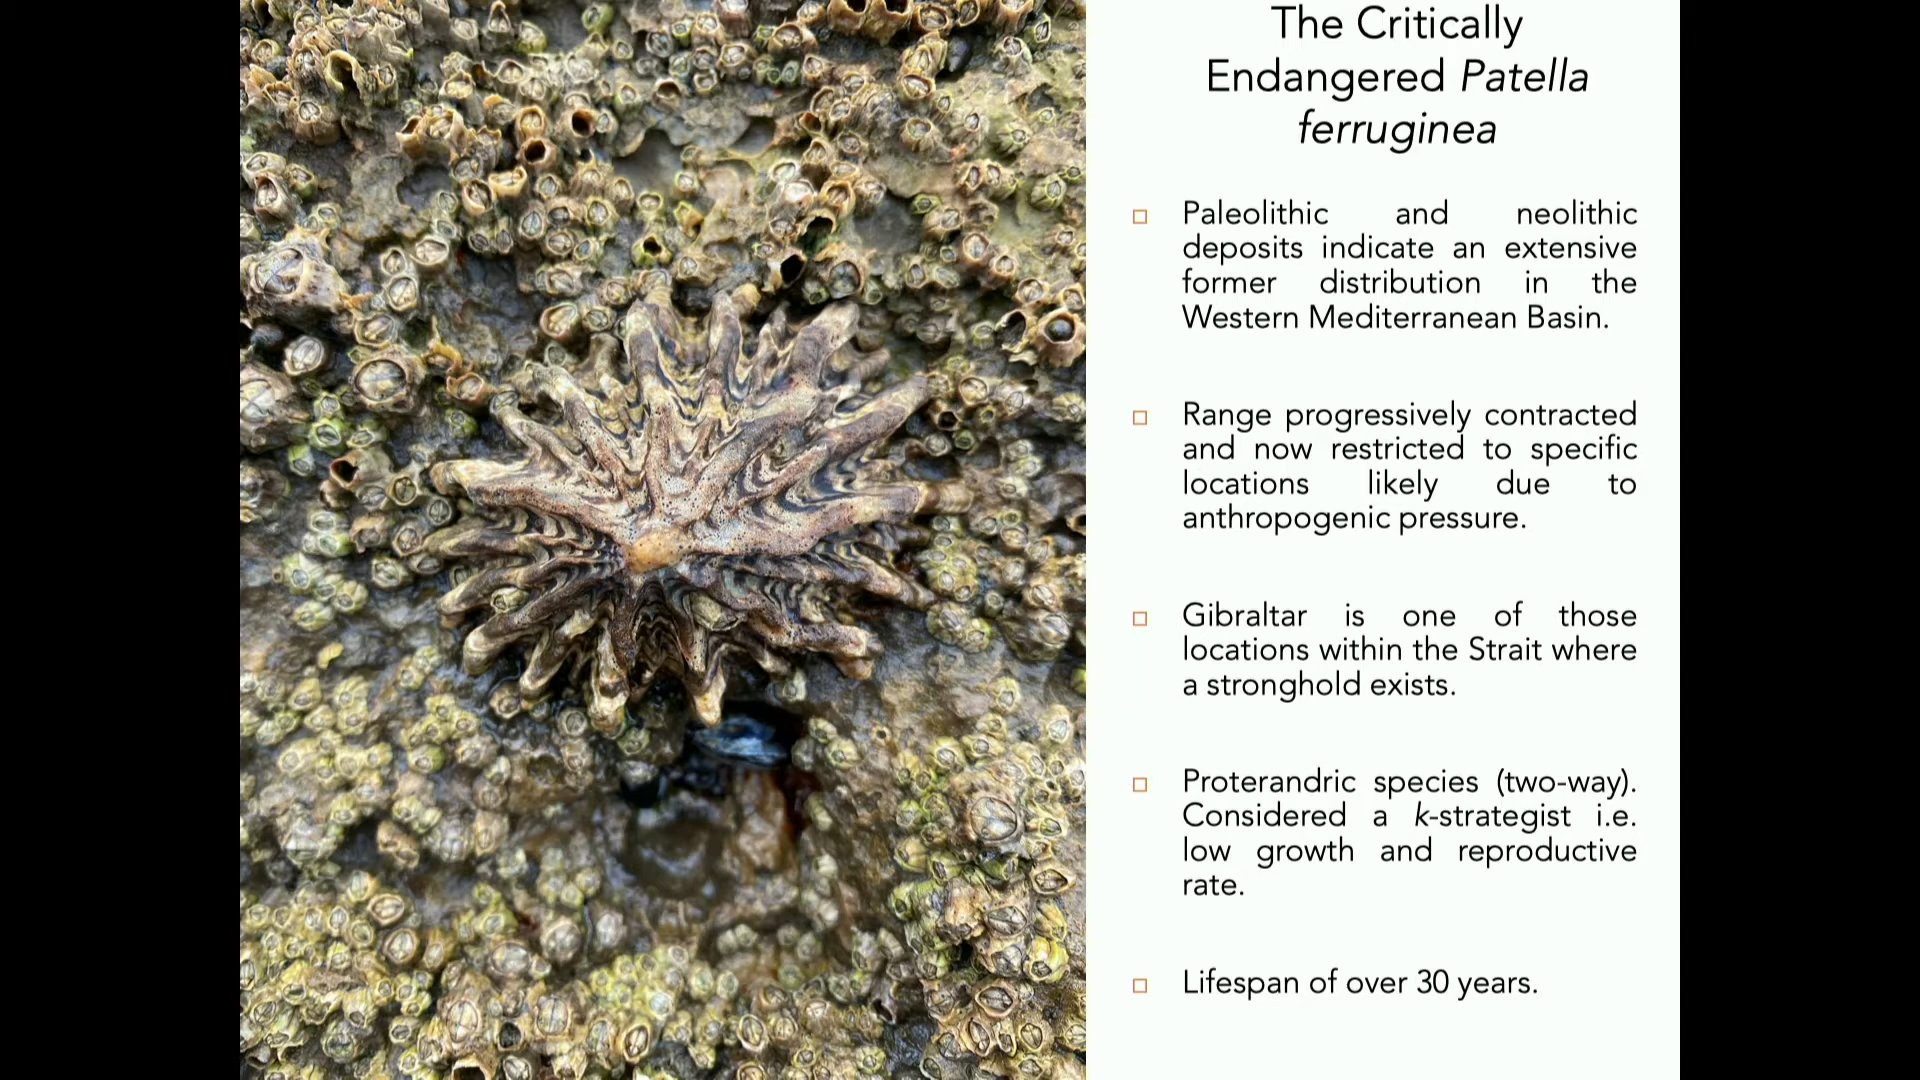 The Critically
Endangered Patella
ferruginea
Paleolithic and neolithic
deposits indicate an extensive
former distribution in the
Western Mediterranean Basin.
Range progressively contracted
and now restricted to specific
locations likely due to
anthropogenic pressure.
Gibraltar is one of those
locations within the Strait where
a stronghold exists.
Proterandric species (two-way).
Considered a k-strategist i.e.
low growth and reproductive
rate.
Lifespan of over 30 years.